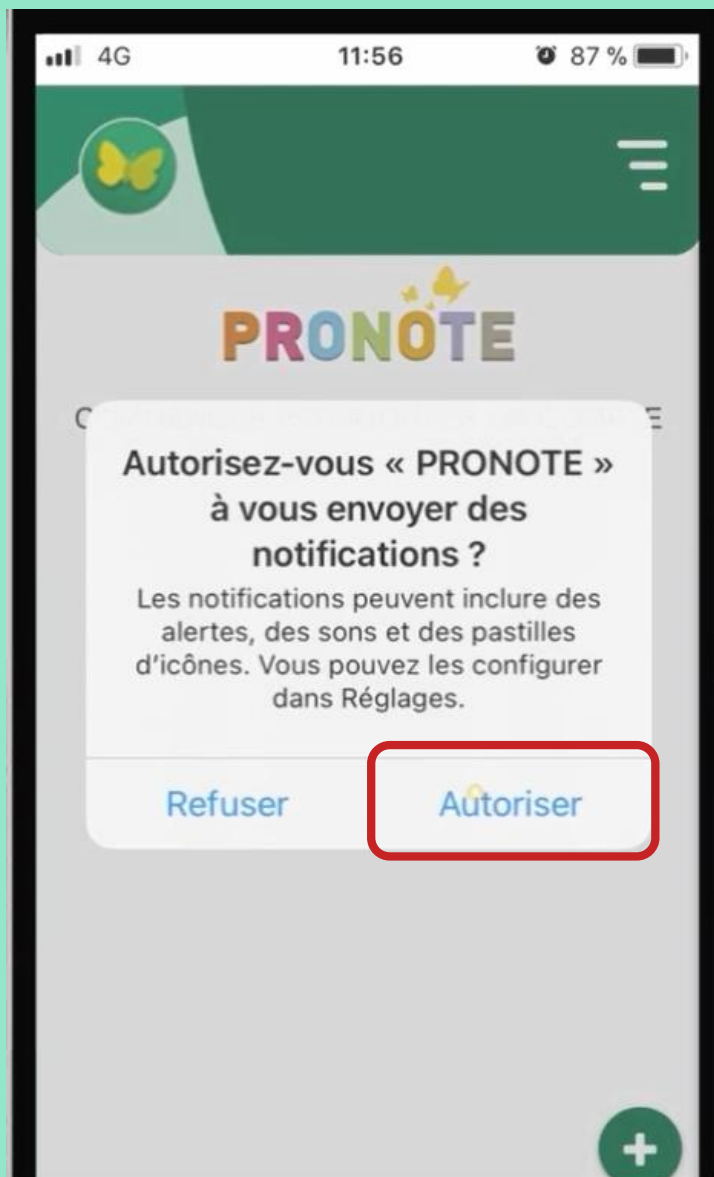 4G 11:56 87 %
PRONOTE
Autorisez-vous « PRONOTE »
à vous envoyer des
notifications ?
Les notifications peuvent inclure des
alertes, des sons et des pastilles
d'icônes. Vous pouvez les configurer
dans Réglages.
Refuser Autoriser